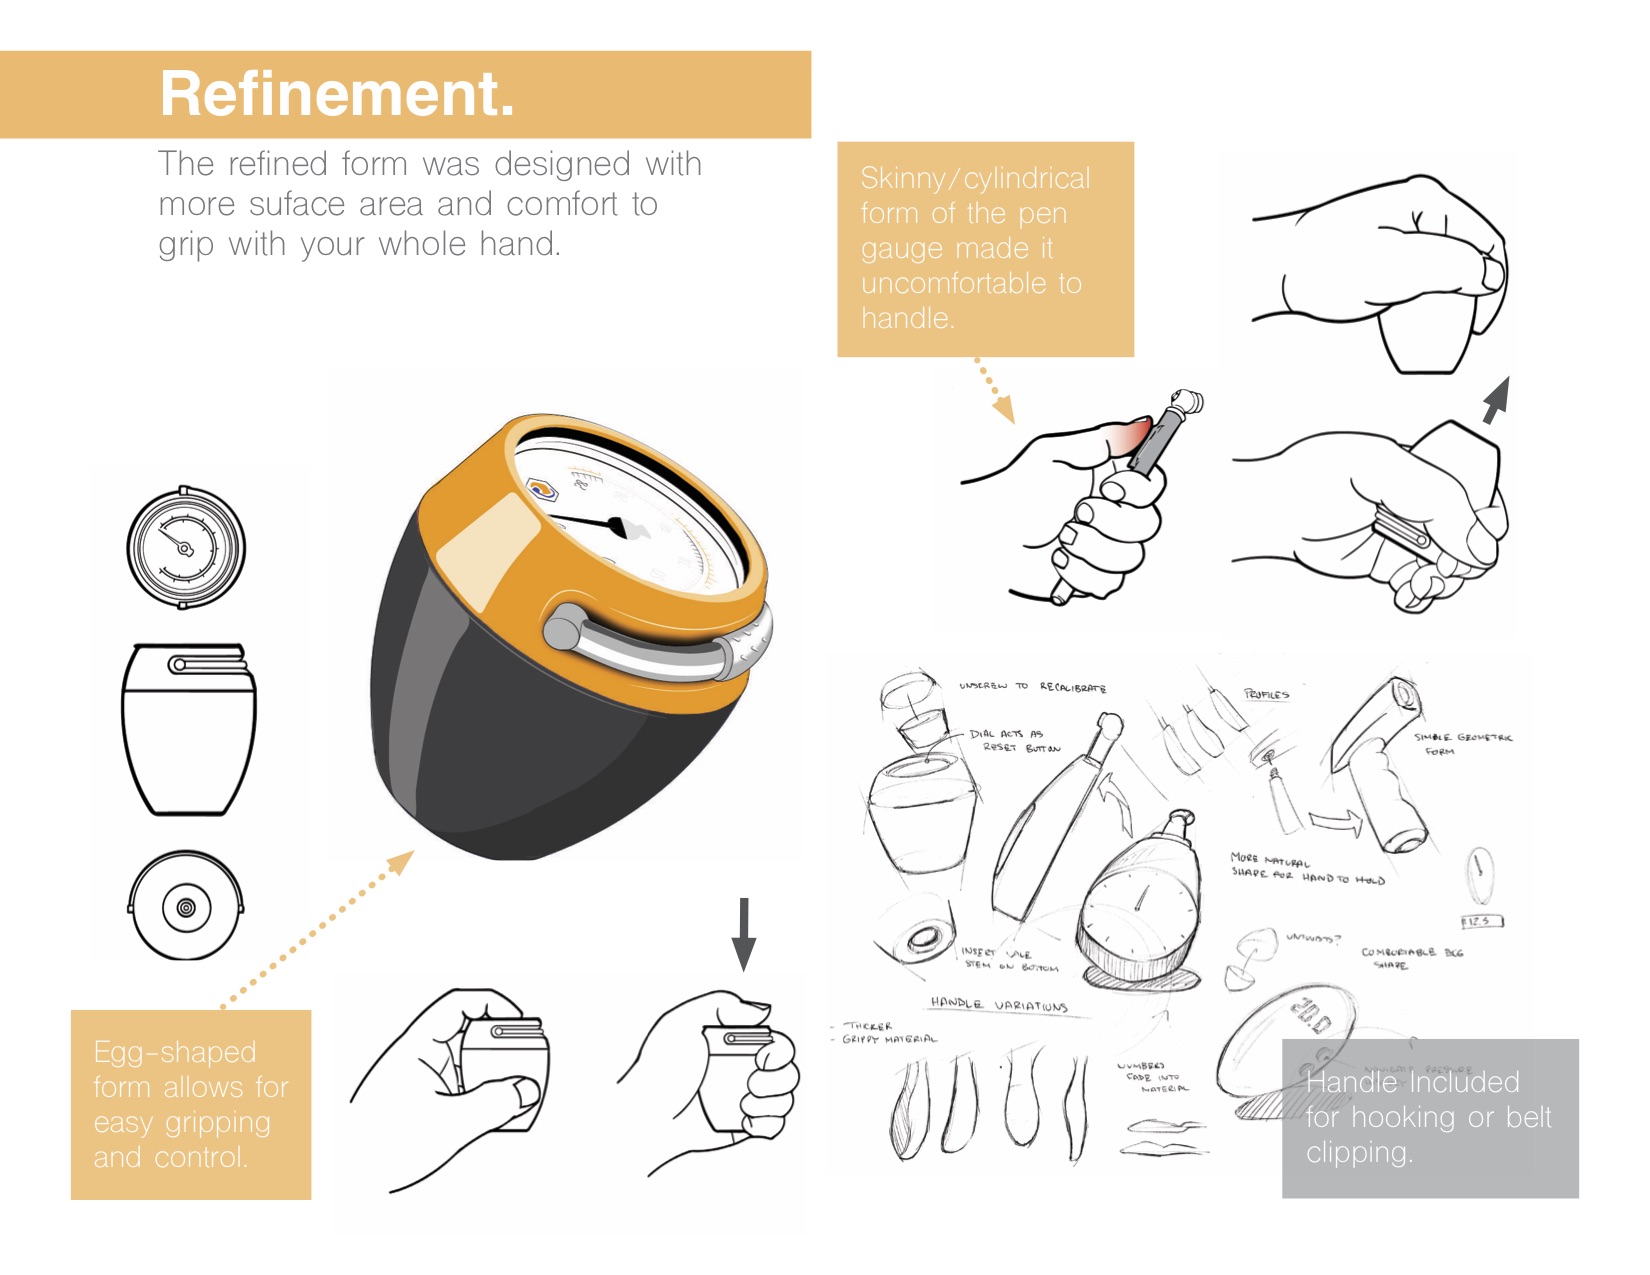 Refinement.
The refined form was designed with
more suface area and comfort to
grip with your whole hand.
Skinny/cylindrical
form of the pen
gauge made it
uncomfortable to
handle.
UNSCREW TO RECALIBRATE
DIAL ACTS AS
RESET BUTTON
PROFILES
SIMPLE GEOMETRIC
FORM
MORE NATURAL
SHAPE FOR HAND TO HOLD
12.5
INSERT VALE
STEM ON BOTTOM
UNTWISTS?
COMFORTABLE EGG
SHAPE
HANDLE VARIATIONS
- THICKER
- GRIPPY MATERIAL
20.0
NUMBERS
FADE INTO
MATERIAL
PRESSURE
Egg-shaped
form allows for
easy gripping
and control.
Handle Included
for hooking or belt
clipping.